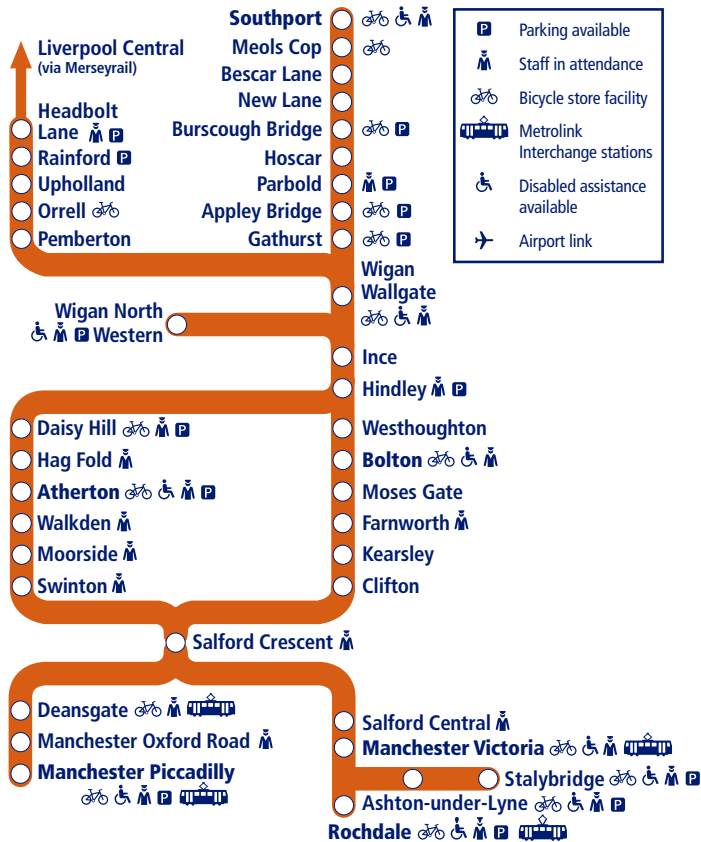 Southport
Liverpool Central
(via Merseyrail)
Meols Cop
Bescar Lane
New Lane
Headbolt
Lane P
Burscough Bridge P
Rainford P
Hoscar
Upholland
Parbold P
Orrell
Appley Bridge P
Pemberton
Gathurst P
P Parking available
Staff in attendance
Bicycle store facility
Metrolink
Interchange stations
Disabled assistance
available
Airport link
Wigan
Wallgate
Wigan North
P Western
Ince
Hindley P
Daisy Hill P
Hag Fold
Atherton P
Walkden
Moorside
Swinton
Westhoughton
Bolton
Moses Gate
Farnworth
Kearsley
Clifton
Salford Crescent
Deansgate
Manchester Oxford Road
Manchester Piccadilly
P
Salford Central
Manchester Victoria
Stalybridge P
Ashton-under-Lyne P
Rochdale P